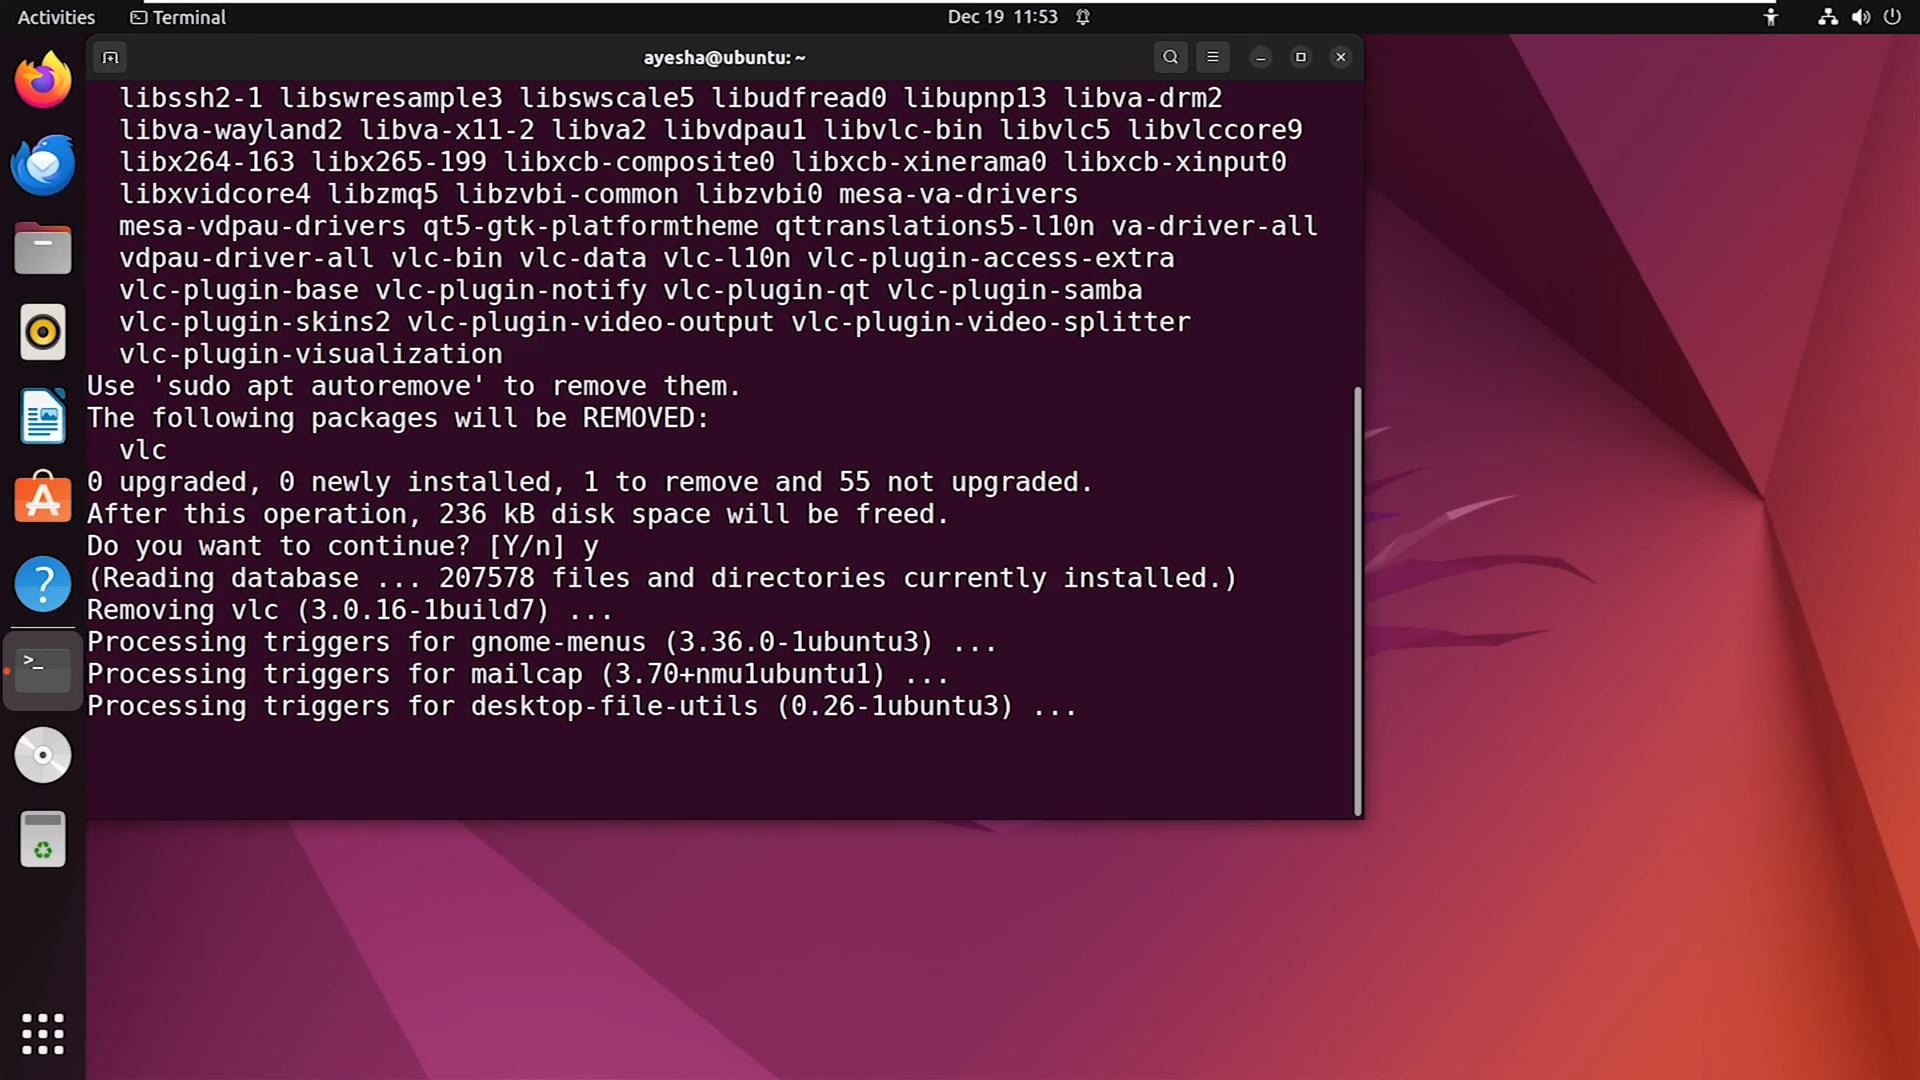 Activities
Terminal
Dec 19 11:53
ayesha@ubuntu: ~
libssh2-1 libswresample3 libswscale5 libudfread0 libupnp13 libva-drm2
libva-wayland2 libva-x11-2 libva2 libvdpau1 libvlc-bin libvlc5 libvlccore9
libx264-163 libx265-199 libxcb-composite0 libxcb-xinerama0 libxcb-xinput0
libxvidcore4 libzmq5 libzvbi-common libzvbi0 mesa-va-drivers
mesa-vdpau-drivers qt5-gtk-platformtheme qttranslations5-l10n va-driver-all
vdpau-driver-all vlc-bin vlc-data vlc-l10n vlc-plugin-access-extra
vlc-plugin-base vlc-plugin-notify vlc-plugin-qt vlc-plugin-samba
vlc-plugin-skins2 vlc-plugin-video-output vlc-plugin-video-splitter
vlc-plugin-visualization
Use 'sudo apt autoremove' to remove them.
The following packages will be REMOVED:
vlc
0 upgraded, 0 newly installed, 1 to remove and 55 not upgraded.
After this operation, 236 kB disk space will be freed.
Do you want to continue? [Y/n] y
(Reading database ... 207578 files and directories currently installed.)
Removing vlc (3.0.16-1build7) ...
Processing triggers for gnome-menus (3.36.0-1ubuntu3) ...
Processing triggers for mailcap (3.70+nmu1ubuntu1) ...
Processing triggers for desktop-file-utils (0.26-1ubuntu3) ...